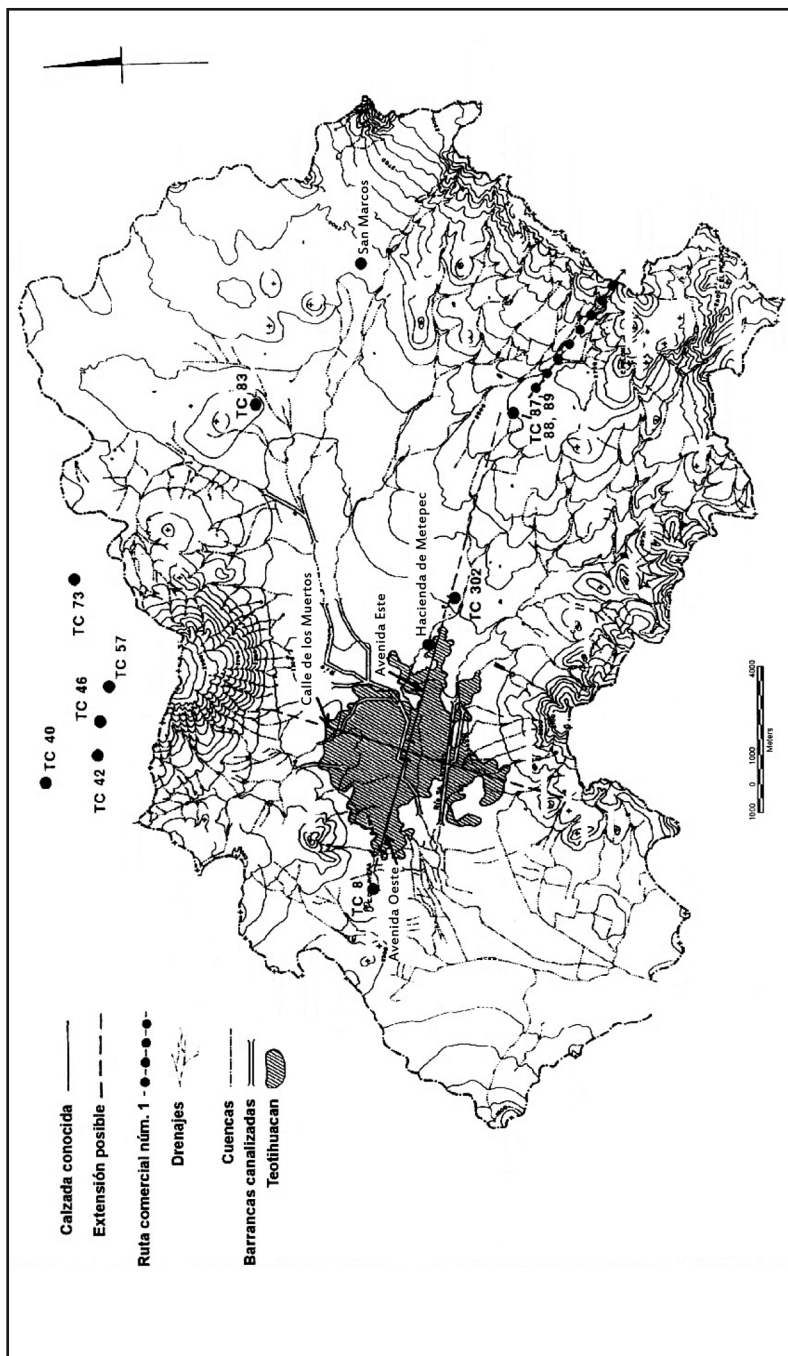 Calzada conocida
Extensión posible
Ruta comercial núm. 1
Drenajes
Cuencas
Barrancas canalizadas
Teotihuacan
TC 40
TC 42
TC 46
TC 57
TC 73
TC 83
San Marcos
Calle de los Muertos
Avenida Este
Hacienda de Metepec
TC 302
TC 87
88, 89
TC 8
Avenida Oeste
1000 0 1000 4000
Meters